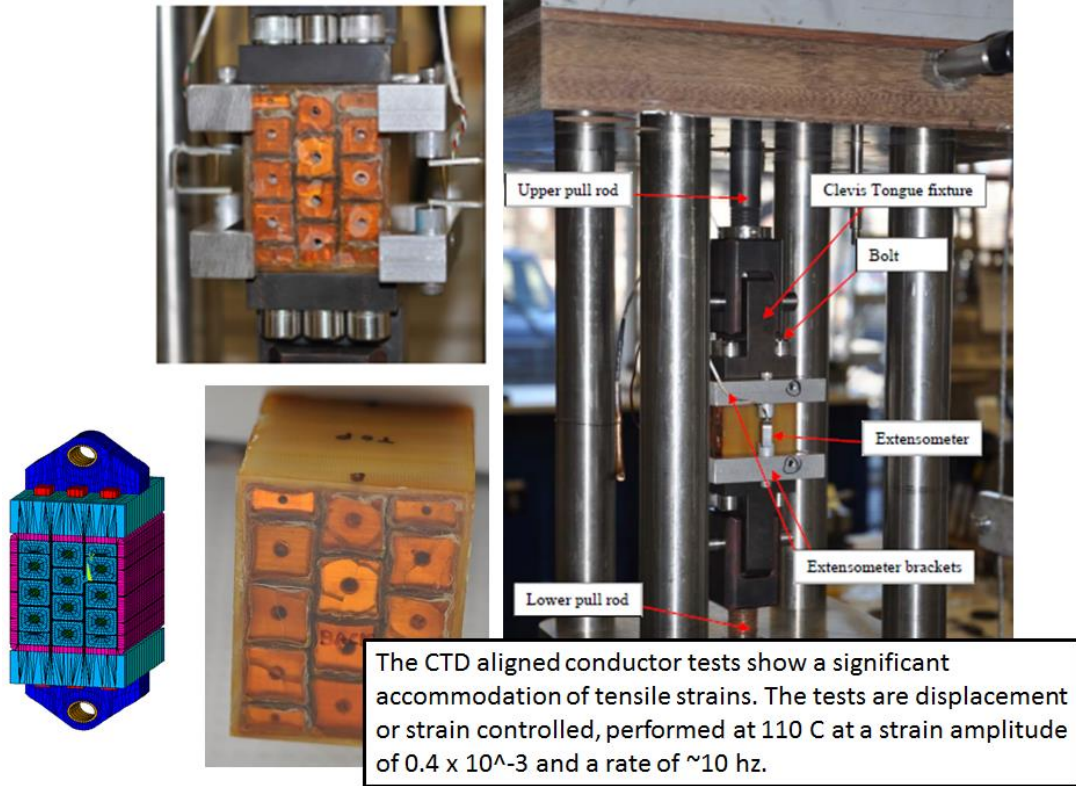 Upper pull rod
Clevis Tongue fixture
Bolt
Extensometer
Extensometer brackets
Lower pull rod
TOP
The CTD aligned conductor tests show a significant
accommodation of tensile strains. The tests are displacement
or strain controlled, performed at 110 C at a strain amplitude
of 0.4 x 10^-3 and a rate of ~10 hz.